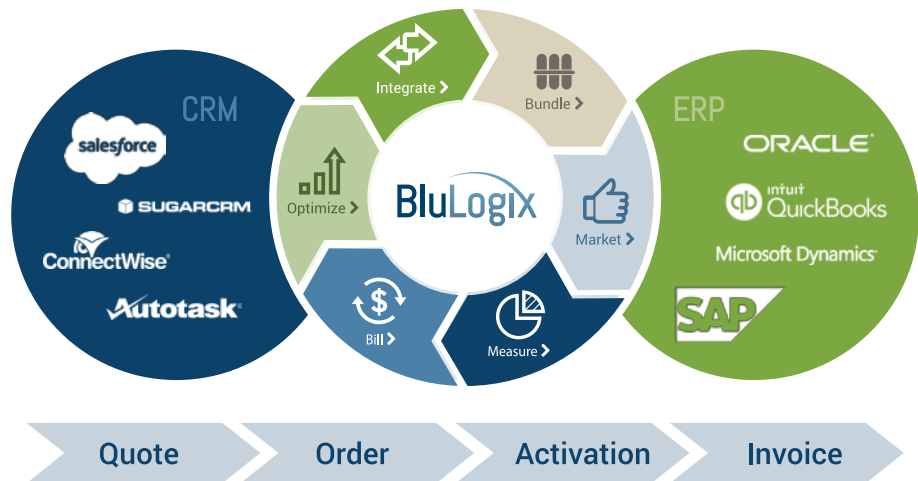 CRM
salesforce
SUGARCRM
ConnectWise
Autotask
Integrate
Bundle
Optimize
BluLogix
Market
Bill
$
Measure
ERP
ORACLE
qb
intuit
QuickBooks
Microsoft Dynamics
SAP
Quote
Order
Activation
Invoice